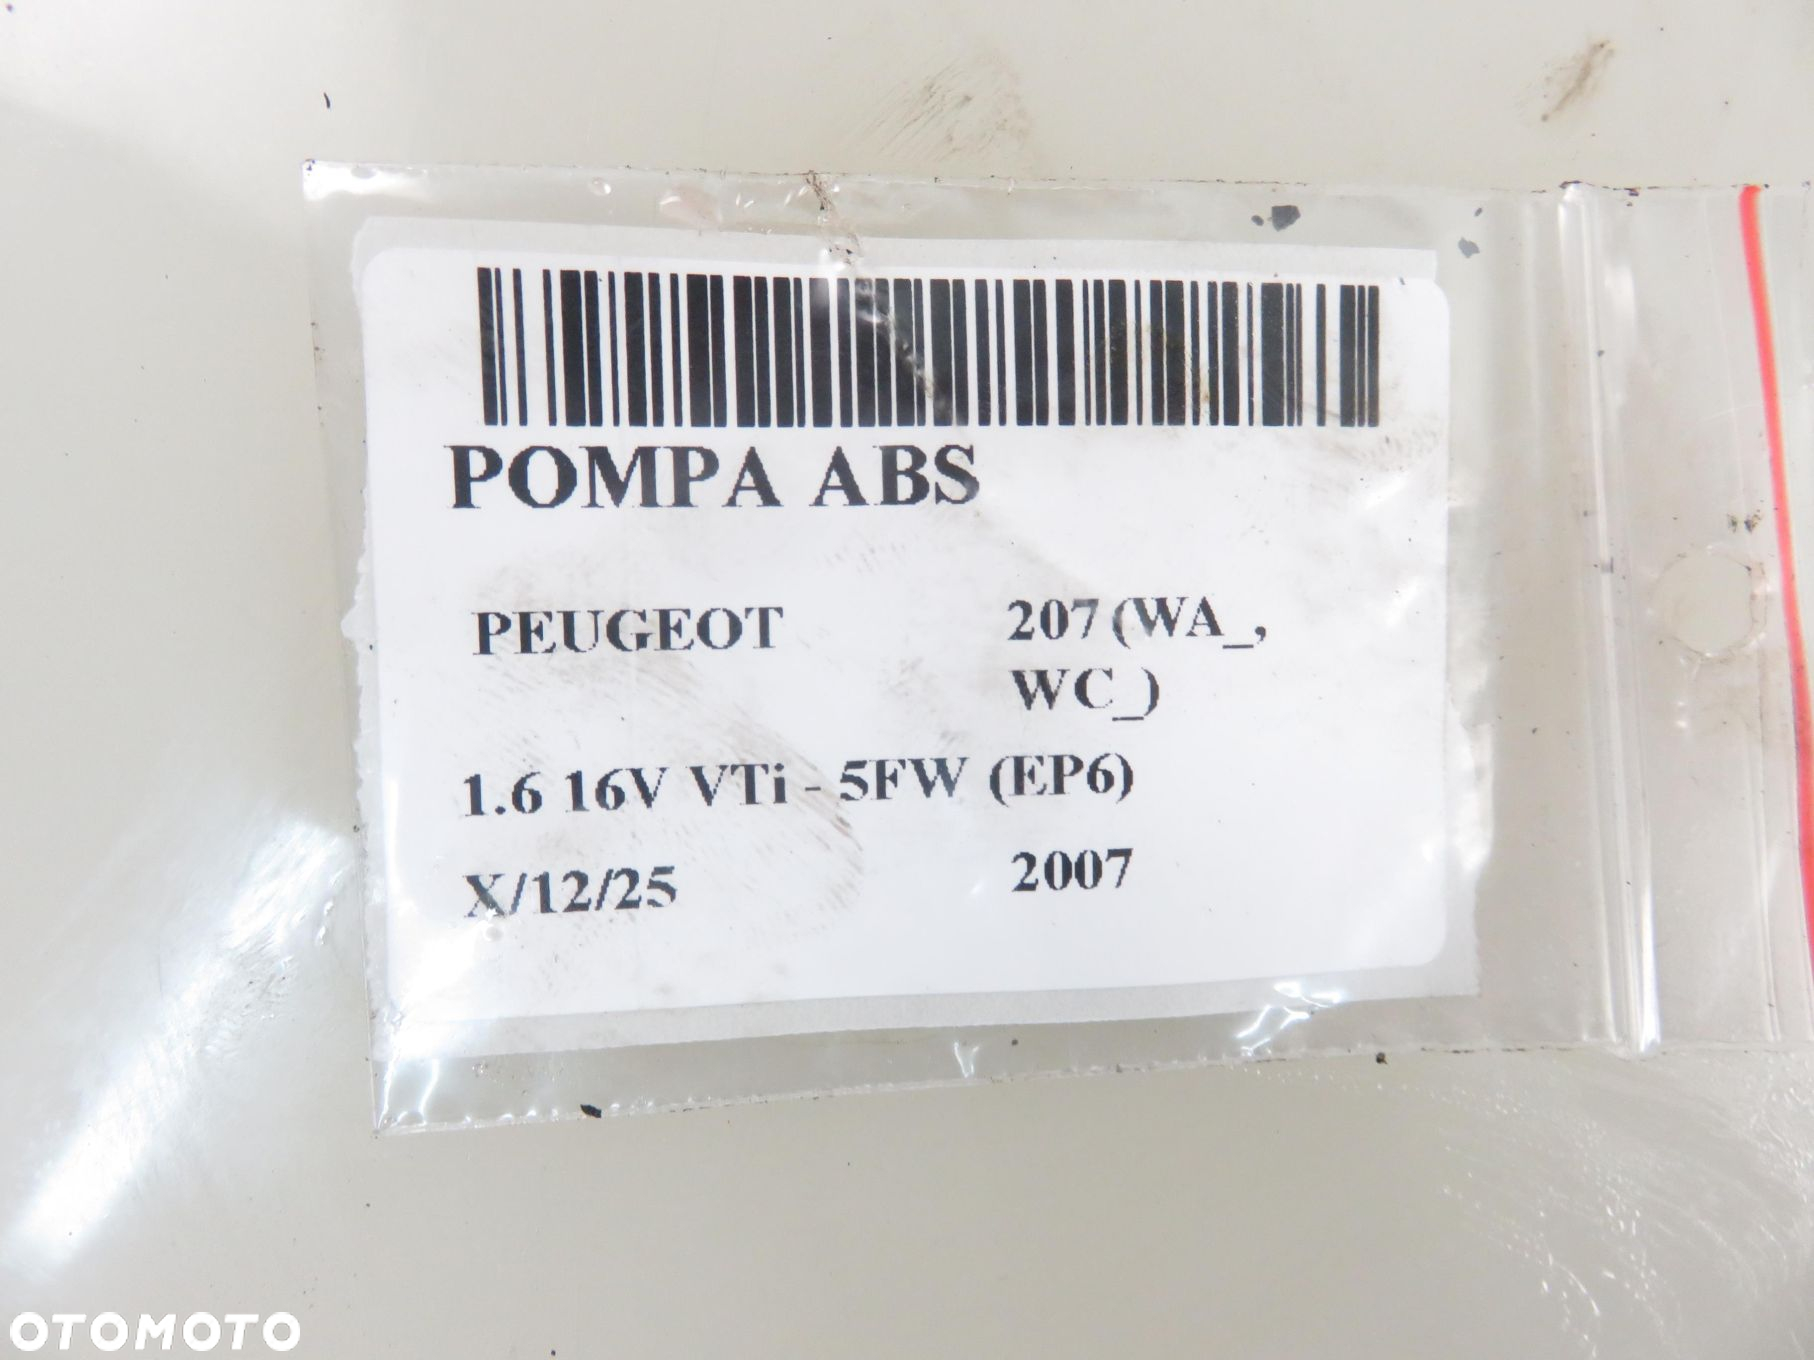 POMPA ABS
PEUGEOT 207 (WA_,
WC_)
1.6 16V VTi - 5FW (EP6)
X/12/25 2007
OTOMOTO